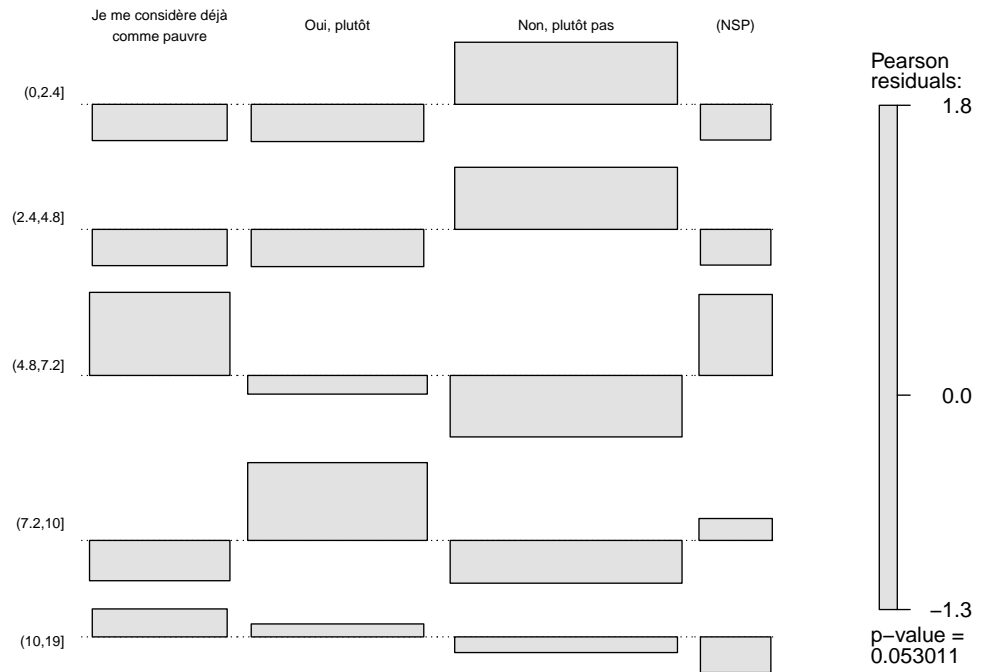 Je me considère déjà
comme pauvre
Oui, plutôt
Non, plutôt pas
(NSP)
(0,2.4]
(2.4,4.8]
(4.8,7.2]
(7.2,10]
(10,19]
Pearson
residuals:
1.8
0.0
−1.3
p−value =
0.053011